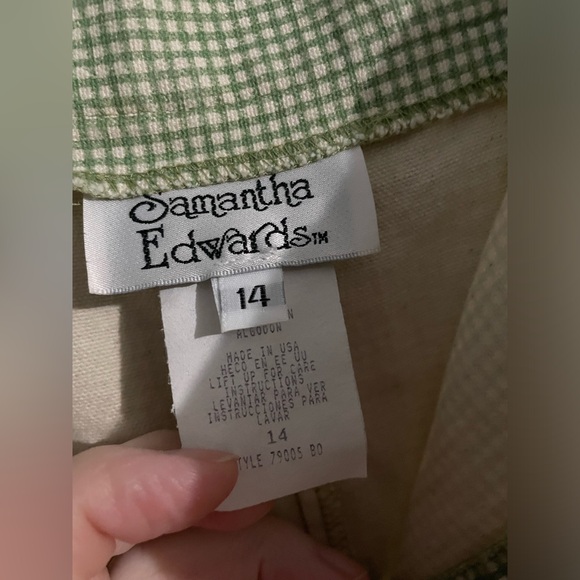 Samantha
Edwards™
14
N
ALGODON
MADE IN USA
HECO EN EE UU
LIFT UP FOR CARE
INSTRUCTIONS
LEVANTAR PARA VER
INSTRUCCIONES PARA
LAVAR
14
TYLE 79005 BO